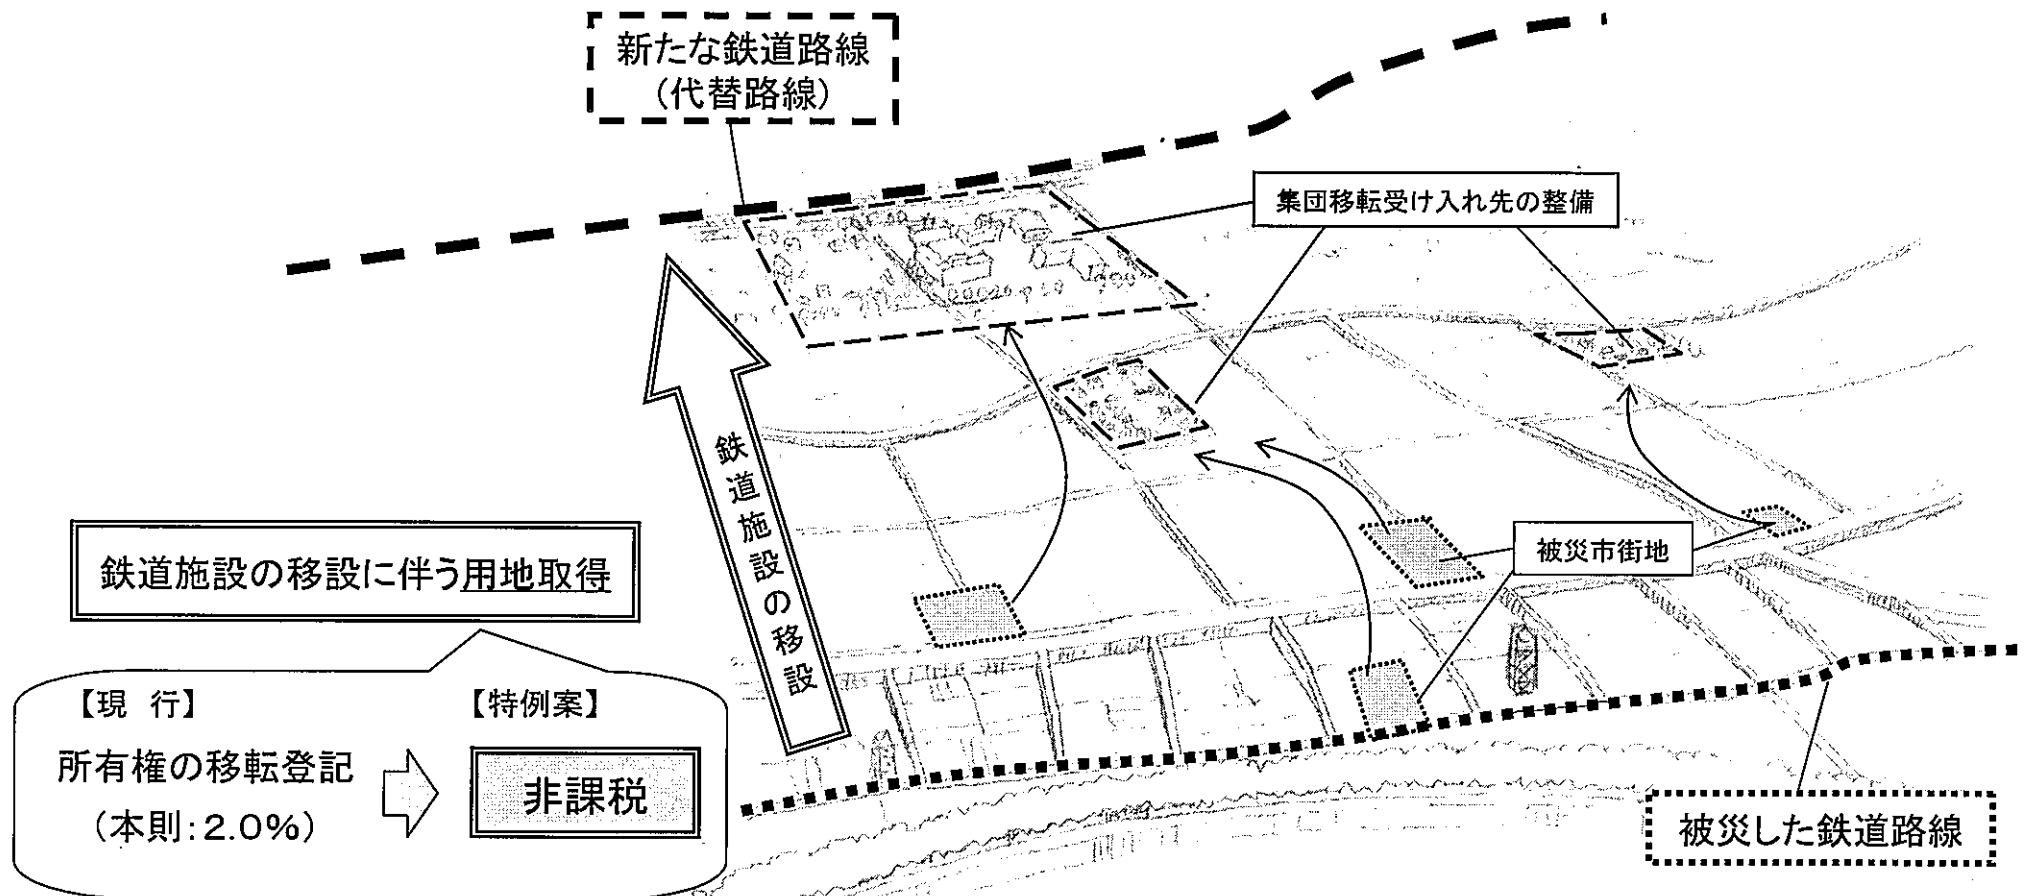 新たな鉄道路線
（代替路線）
集団移転受け入れ先の整備
鉄道施設の移設
被災市街地
鉄道施設の移設に伴う用地取得
【現　行】
【特例案】
所有権の移転登記
（本則：2.0%）
非課税
被災した鉄道路線